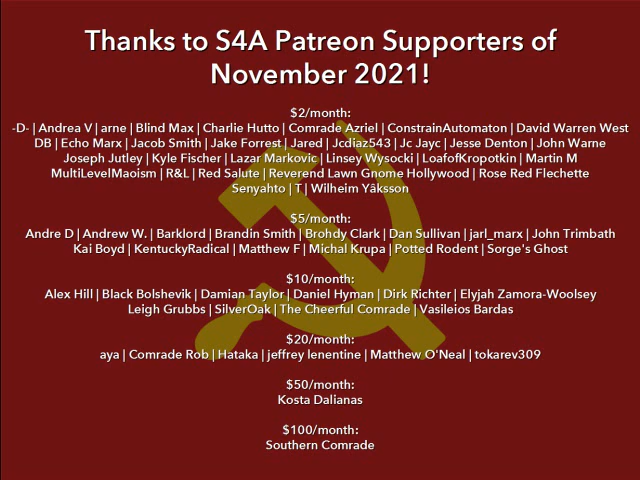 Thanks to S4A Patreon Supporters of
November 2021!
$2/month:
-D- | Andrea V | arne | Blind Max | Charlie Hutto | Comrade Azriel | ConstrainAutomaton | David Warren West
DB | Echo Marx | Jacob Smith | Jake Forrest | Jared | Jcdiaz543 | Jc Jayc | Jesse Denton | John Warne
Joseph Jutley | Kyle Fischer | Lazar Markovic | Linsey Wysocki | LoafofKropotkin | Martin M
MultiLevelMaoism | R&L | Red Salute | Reverend Lawn Gnome Hollywood | Rose Red Flechette
Senyahto | T | Wilheim Yâksson
$5/month:
Andre D | Andrew W. | Barklord | Brandin Smith | Brohdy Clark | Dan Sullivan | jarl_marx | John Trimbath
Kai Boyd | KentuckyRadical | Matthew F | Michal Krupa | Potted Rodent | Sorge's Ghost
$10/month:
Alex Hill | Black Bolshevik | Damian Taylor | Daniel Hyman | Dirk Richter | Elyjah Zamora-Woolsey
Leigh Grubbs | SilverOak | The Cheerful Comrade | Vasileios Bardas
$20/month:
aya | Comrade Rob | Hataka | jeffrey lenentine | Matthew O'Neal | tokarev309
$50/month:
Kosta Dalianas
$100/month:
Southern Comrade